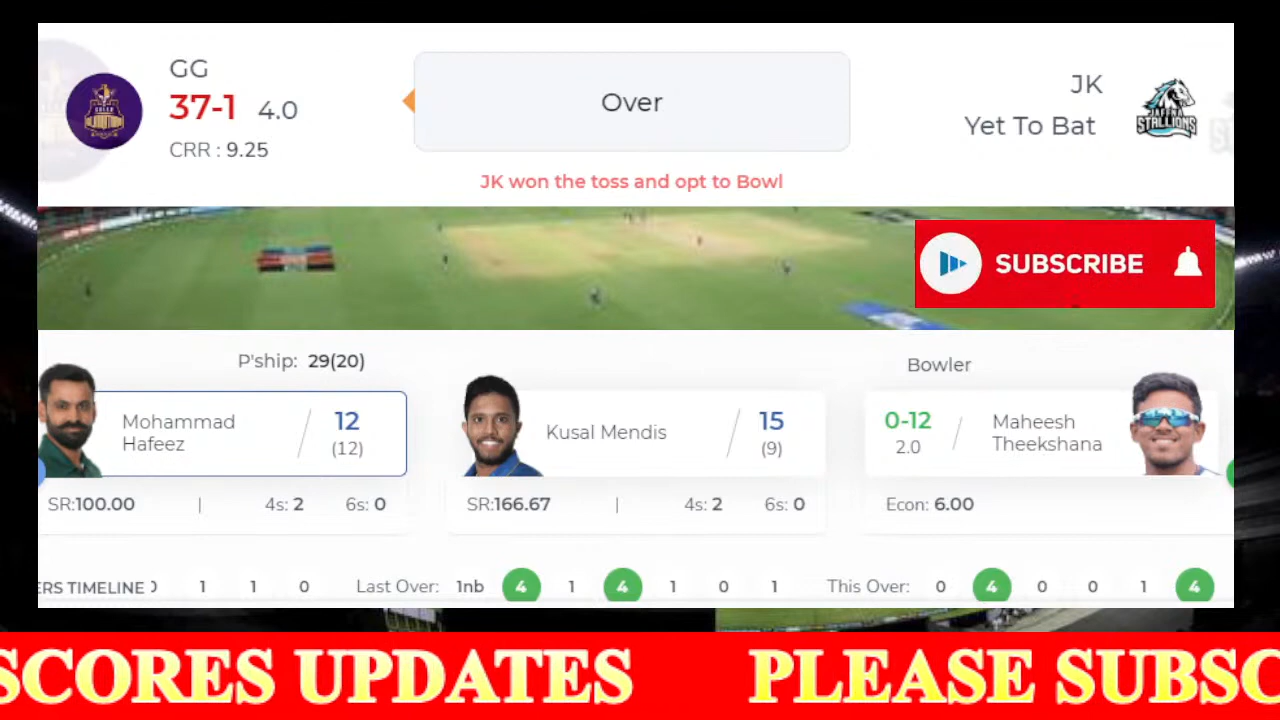 GG
37-1 4.0
CRR : 9.25
Over
JK won the toss and opt to Bowl
JK
Yet To Bat
STALLIONS
SUBSCRIBE
P'ship: 29(20)
Mohammad
Hafeez
12
(12)
SR:100.00 | 4s: 2 6s: 0
Kusal Mendis
15
(9)
SR:166.67 | 4s: 2 6s: 0
Bowler
0-12
2.0
Maheesh
Theekshana
Econ: 6.00
ERS TIMELINE 1 1 0 Last Over: 1nb 4 1 4 1 0 1 This Over: 0 4 0 0 1 4
SCORES UPDATES PLEASE SUBSC